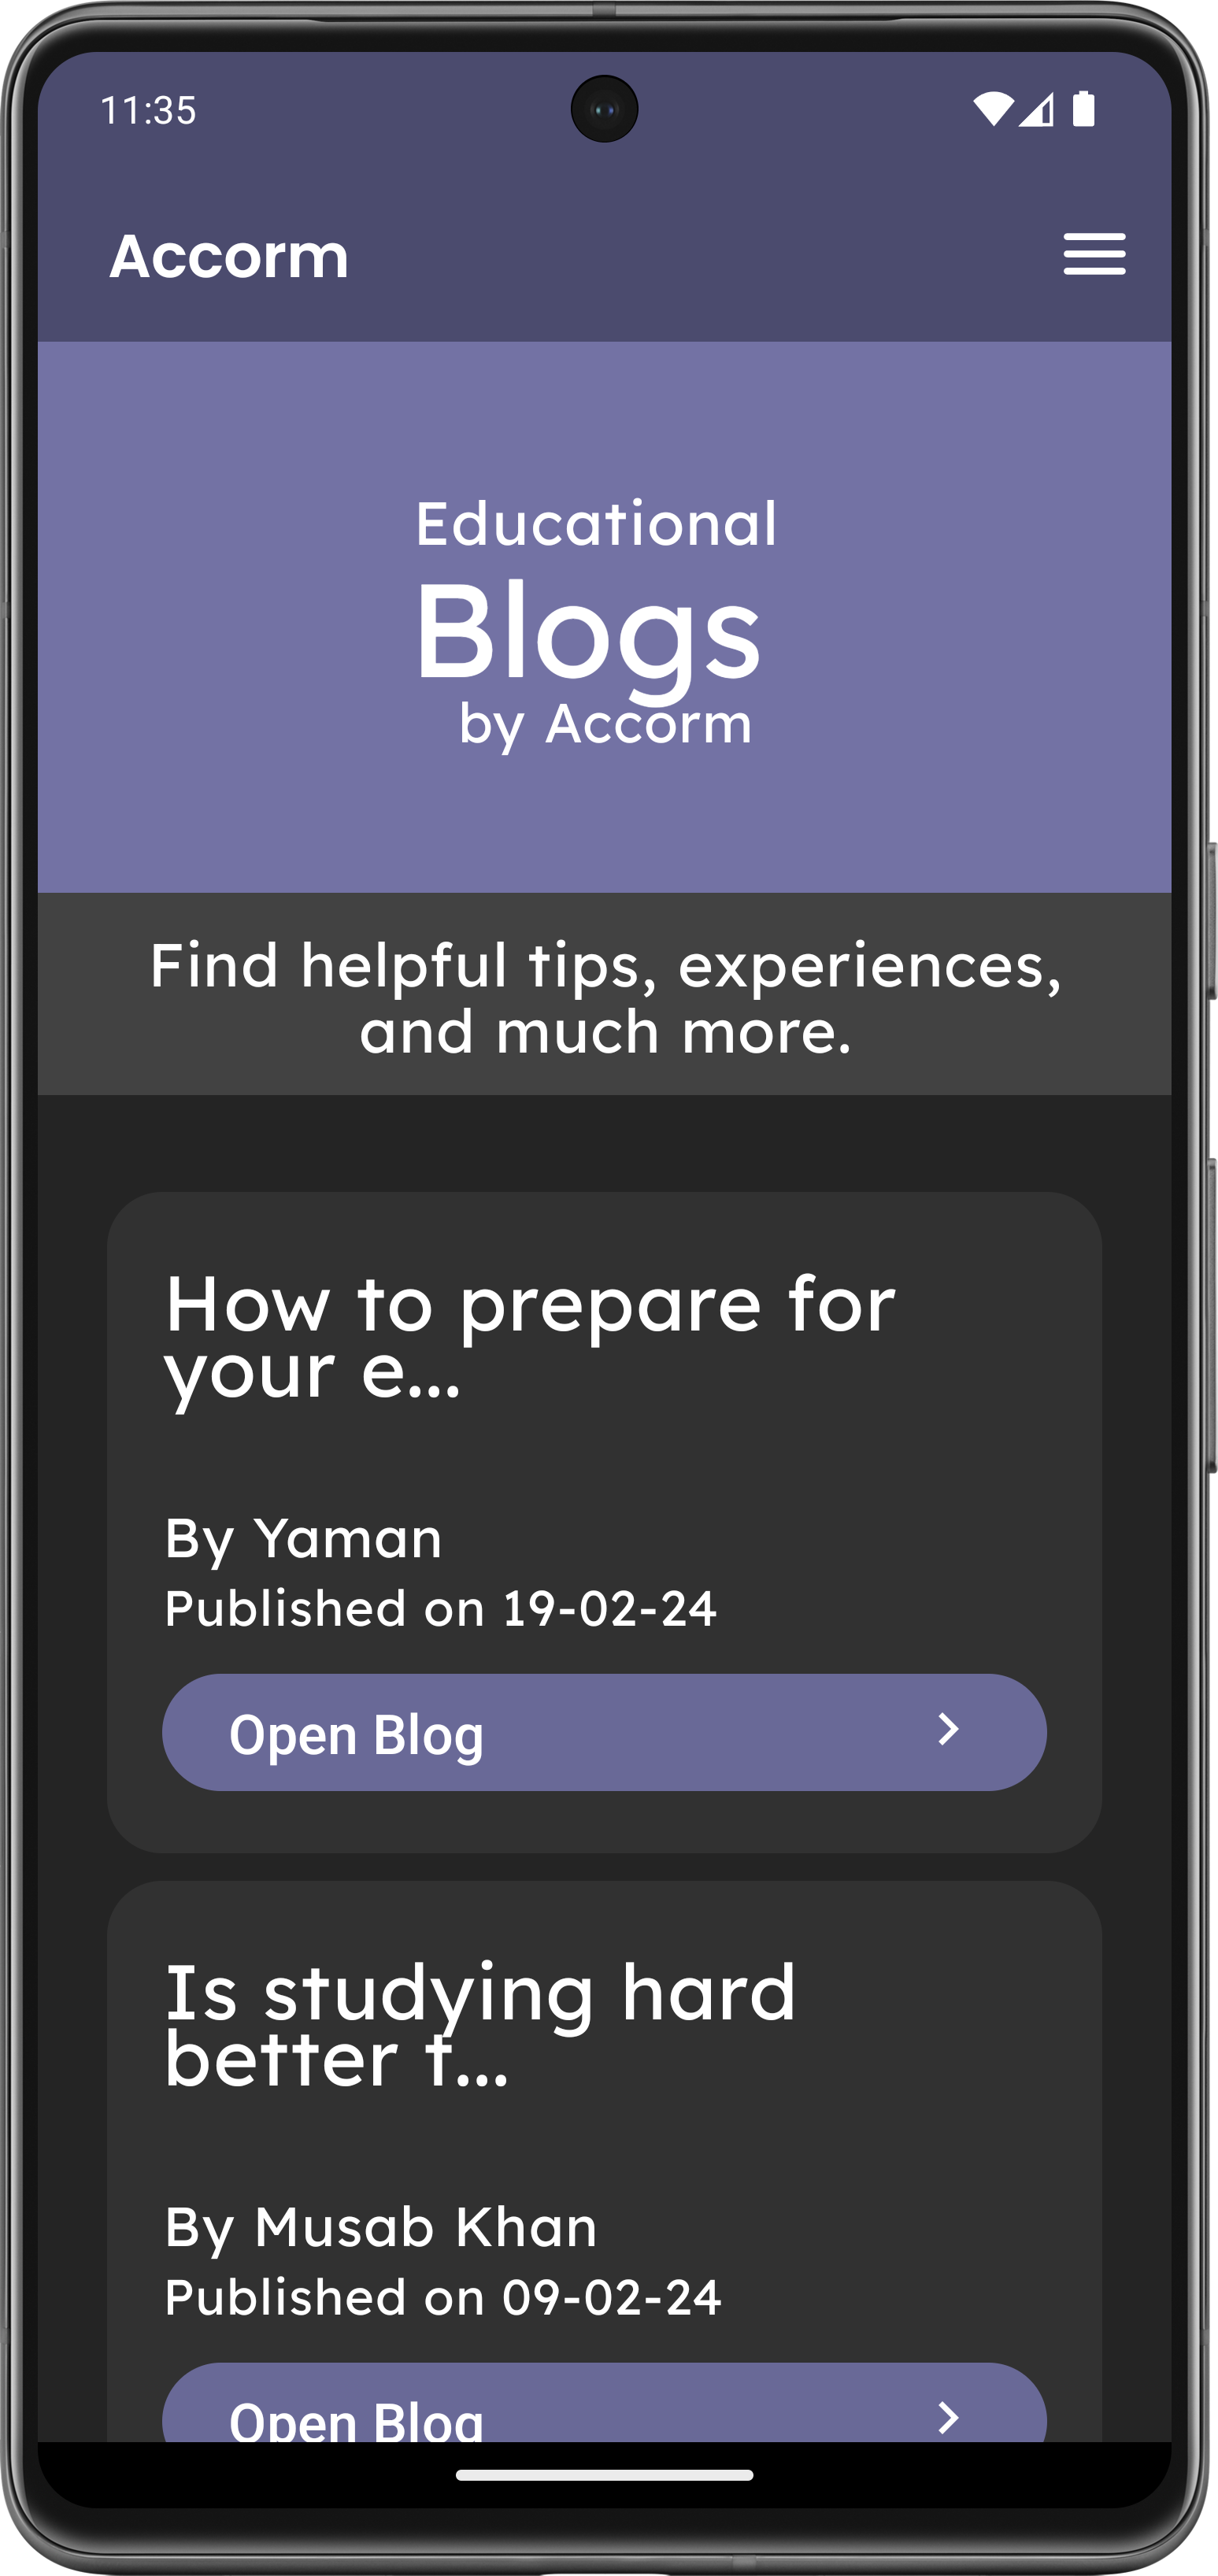 11:35
Accorm
Educational
Blogs
by Accorm
Find helpful tips, experiences,
and much more.
How to prepare for
your e...
By Yaman
Published on 19-02-24
Open Blog
Is studying hard
better t...
By Musab Khan
Published on 09-02-24
Open Blog